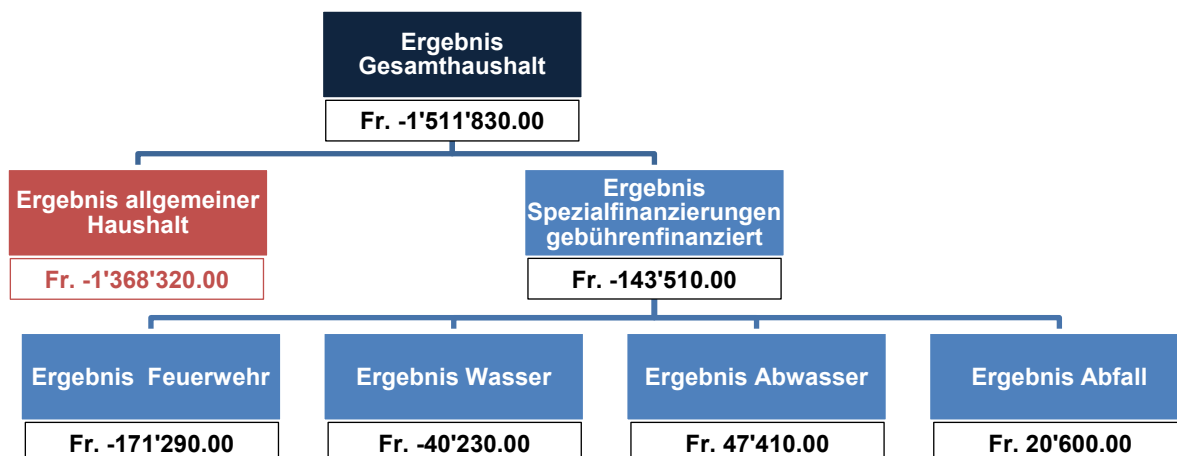 Ergebnis
Gesamthaushalt
Fr. -1'511'830.00
Ergebnis allgemeiner
Haushalt
Fr. -1'368'320.00
Ergebnis
Spezialfinanzierungen
gebührenfinanziert
Fr. -143'510.00
Ergebnis Feuerwehr
Fr. -171'290.00
Ergebnis Wasser
Fr. -40'230.00
Ergebnis Abwasser
Fr. 47'410.00
Ergebnis Abfall
Fr. 20'600.00